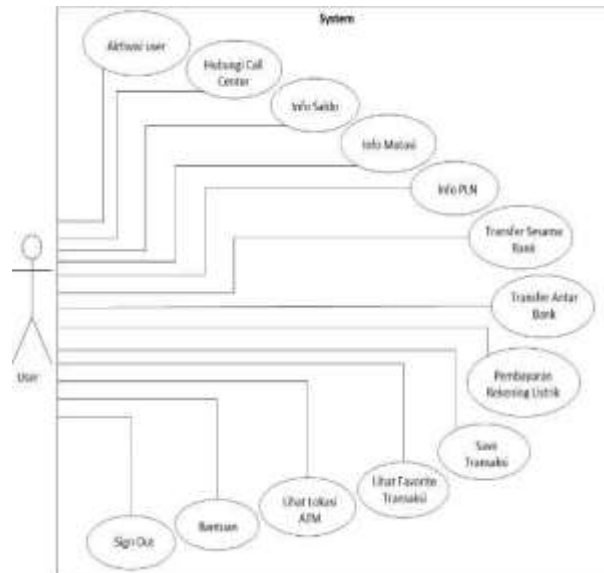 System
Aktivasi user
Hubungi Call
Center
Info Saldo
Info Mutasi
Info PLN
Transfer Sesama
Bank
Transfer Antar
Bank
Pembayaran
Rekening Listrik
Save
Transaksi
Lihat Favorite
Transaksi
Lihat Lokasi
ATM
Bantuan
Sign Out
User